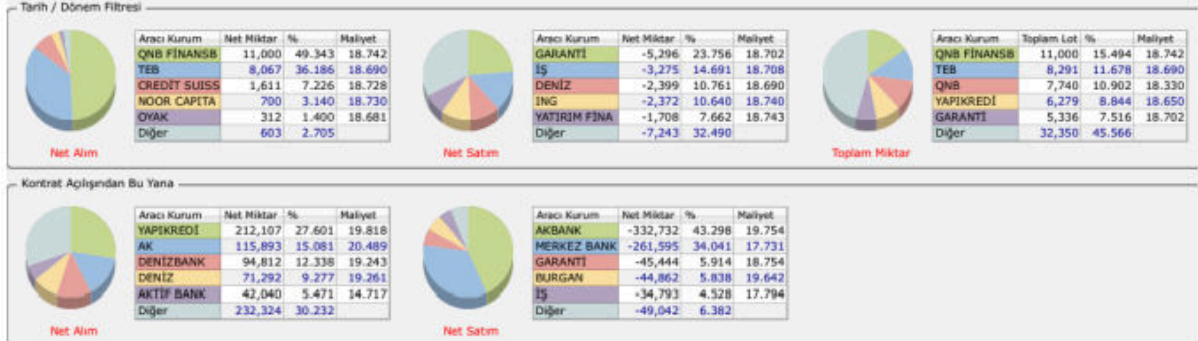 Tarih / Dönem Filtresi
Aracı Kurum Net Miktar % Maliyet
QNB FİNANSB 11,000 49.343 18.742
TEB 8,067 36.186 18.690
CREDİT SUISS 1,611 7.226 18.728
NOOR CAPITA 700 3.140 18.730
OYAK 312 1.400 18.681
Diğer 603 2.705
Net Alım
Aracı Kurum Net Miktar % Maliyet
GARANTİ -5,296 23.756 18.702
İŞ -3,275 14.691 18.708
DENİZ -2,399 10.761 18.690
ING -2,372 10.640 18.740
YATIRIM FİNA -1,708 7.662 18.743
Diğer -7,243 32.490
Net Satım
Aracı Kurum Toplam Lot % Maliyet
QNB FİNANSB 11,000 15.494 18.742
TEB 8,291 11.678 18.690
QNB 7,740 10.902 18.330
YAPIKREDİ 6,279 8.844 18.650
GARANTİ 5,336 7.516 18.702
Diğer 32,350 45.566
Toplam Miktar
Kontrat Açılışından Bu Yana
Aracı Kurum Net Miktar % Maliyet
YAPIKREDİ 212,107 27.601 19.818
AK 115,893 15.081 20.489
DENİZBANK 94,812 12.338 19.243
DENİZ 71,292 9.277 19.261
AKTİF BANK 42,040 5.471 14.717
Diğer 232,324 30.232
Net Alım
Aracı Kurum Net Miktar % Maliyet
AKBANK -332,732 43.298 19.754
MERKEZ BANK -261,595 34.041 17.731
GARANTİ -45,444 5.914 18.754
BURGAN -44,862 5.838 19.642
İŞ -34,793 4.528 17.794
Diğer -49,042 6.382
Net Satım